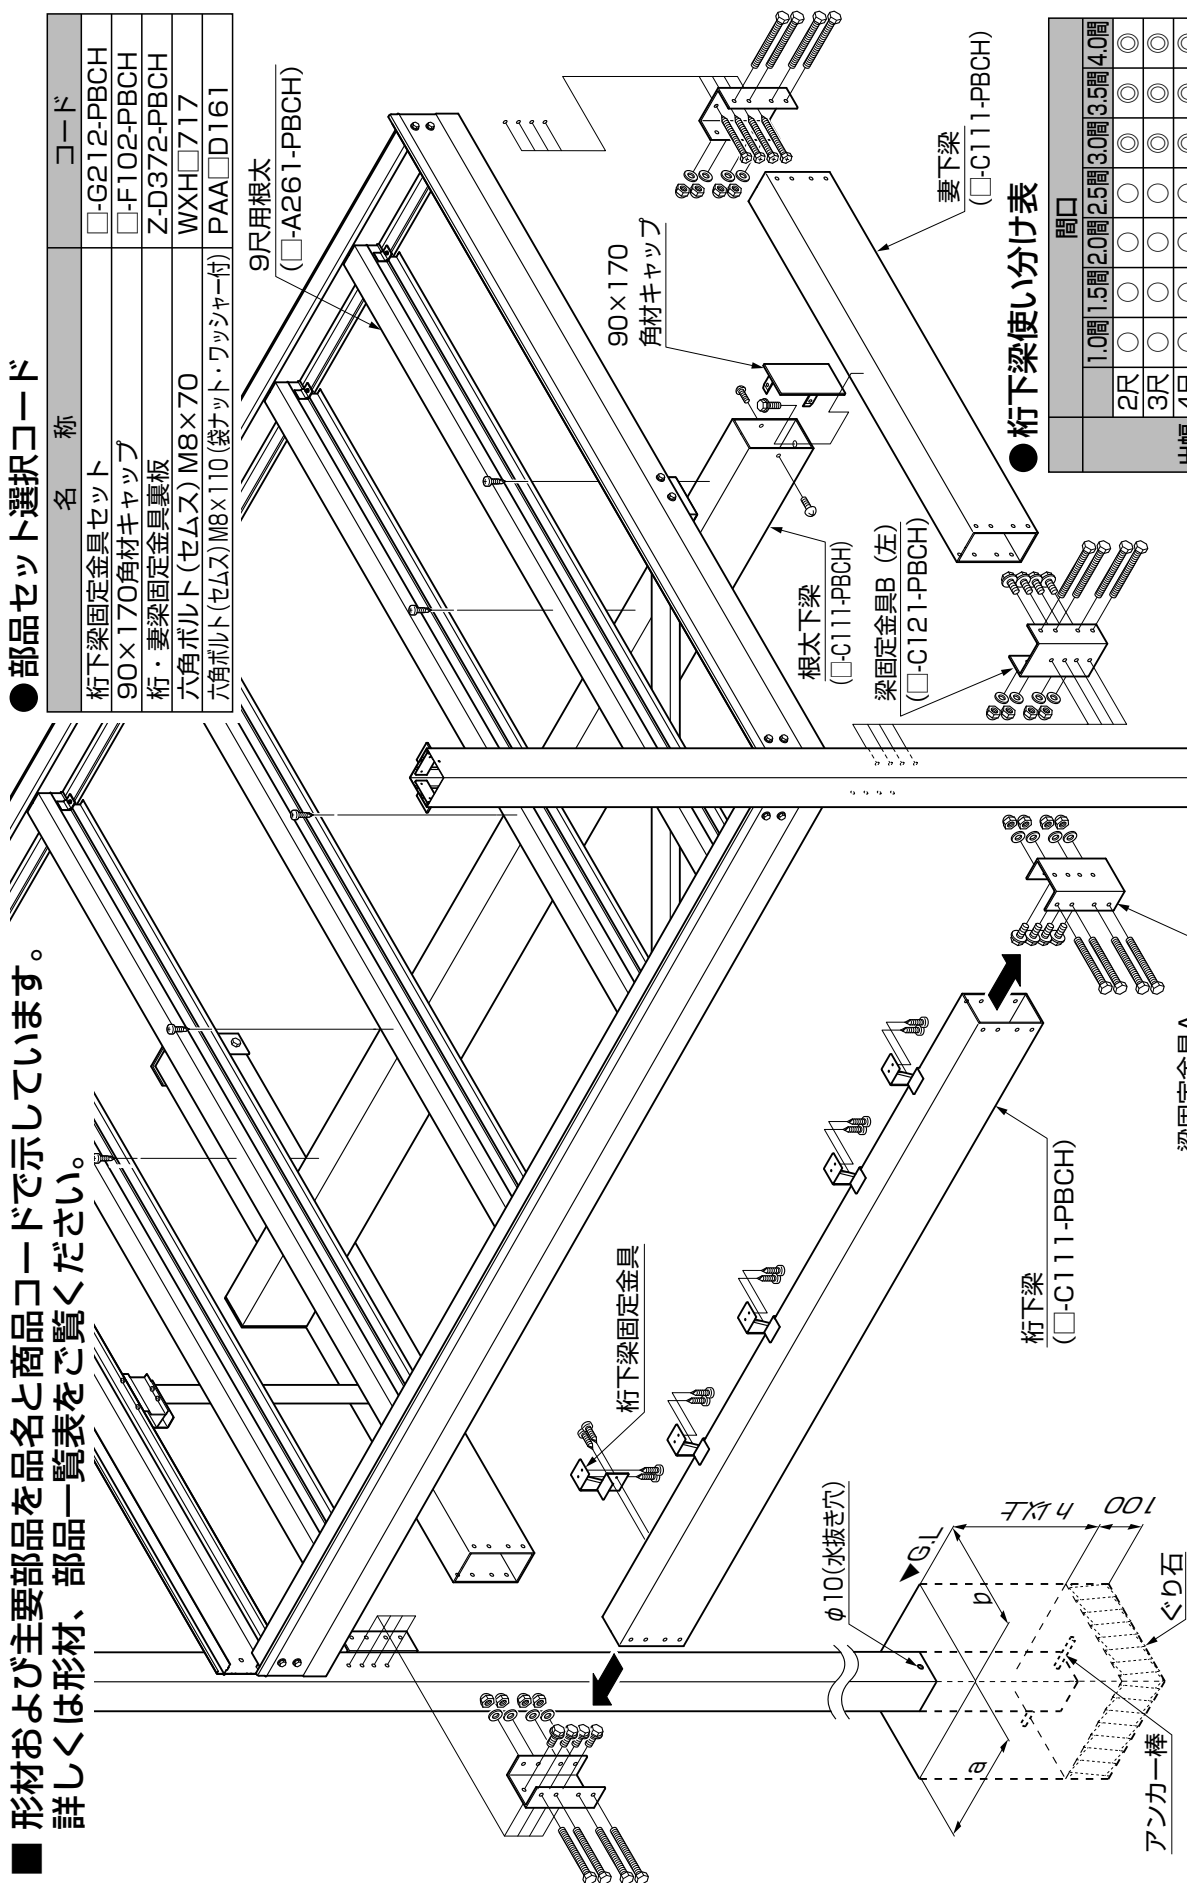 ■ 形材および主要部品を品名と商品コードで示しています。
詳しくは形材、部品一覧表をご覧ください。
●部品セット選択コード
名　称 コード
桁下梁固定金具セット □-G212-PBCH
90×170角材キャップ □-F102-PBCH
桁・妻梁固定金具裏板 Z-D372-PBCH
六角ボルト(セムス) M8×70 WXH□717
六角ボルト(セムス) M8×110 (袋ナット・ワッシャー付) PAA□D161
9尺用根太
(□-A261-PBCH)
90×170
角材キャップ
妻下梁
(□-C111-PBCH)
根太下梁
(□-C111-PBCH)
梁固定金具B (左)
(□-C121-PBCH)
桁下梁固定金具
桁下梁
(□-C111-PBCH)
φ10(水抜き穴)
G.L
h以上
100
a
b
アンカー棒
ぐり石
●桁下梁使い分け表
間口
1.0間 1.5間 2.0間 2.5間 3.0間 3.5間 4.0間
2尺 ○ ○ ○ ○ ◎ ◎ ◎
3尺 ○ ○ ○ ○ ◎ ◎ ◎
4尺 ○ ○ ○ ○ ◎ ◎ ◎